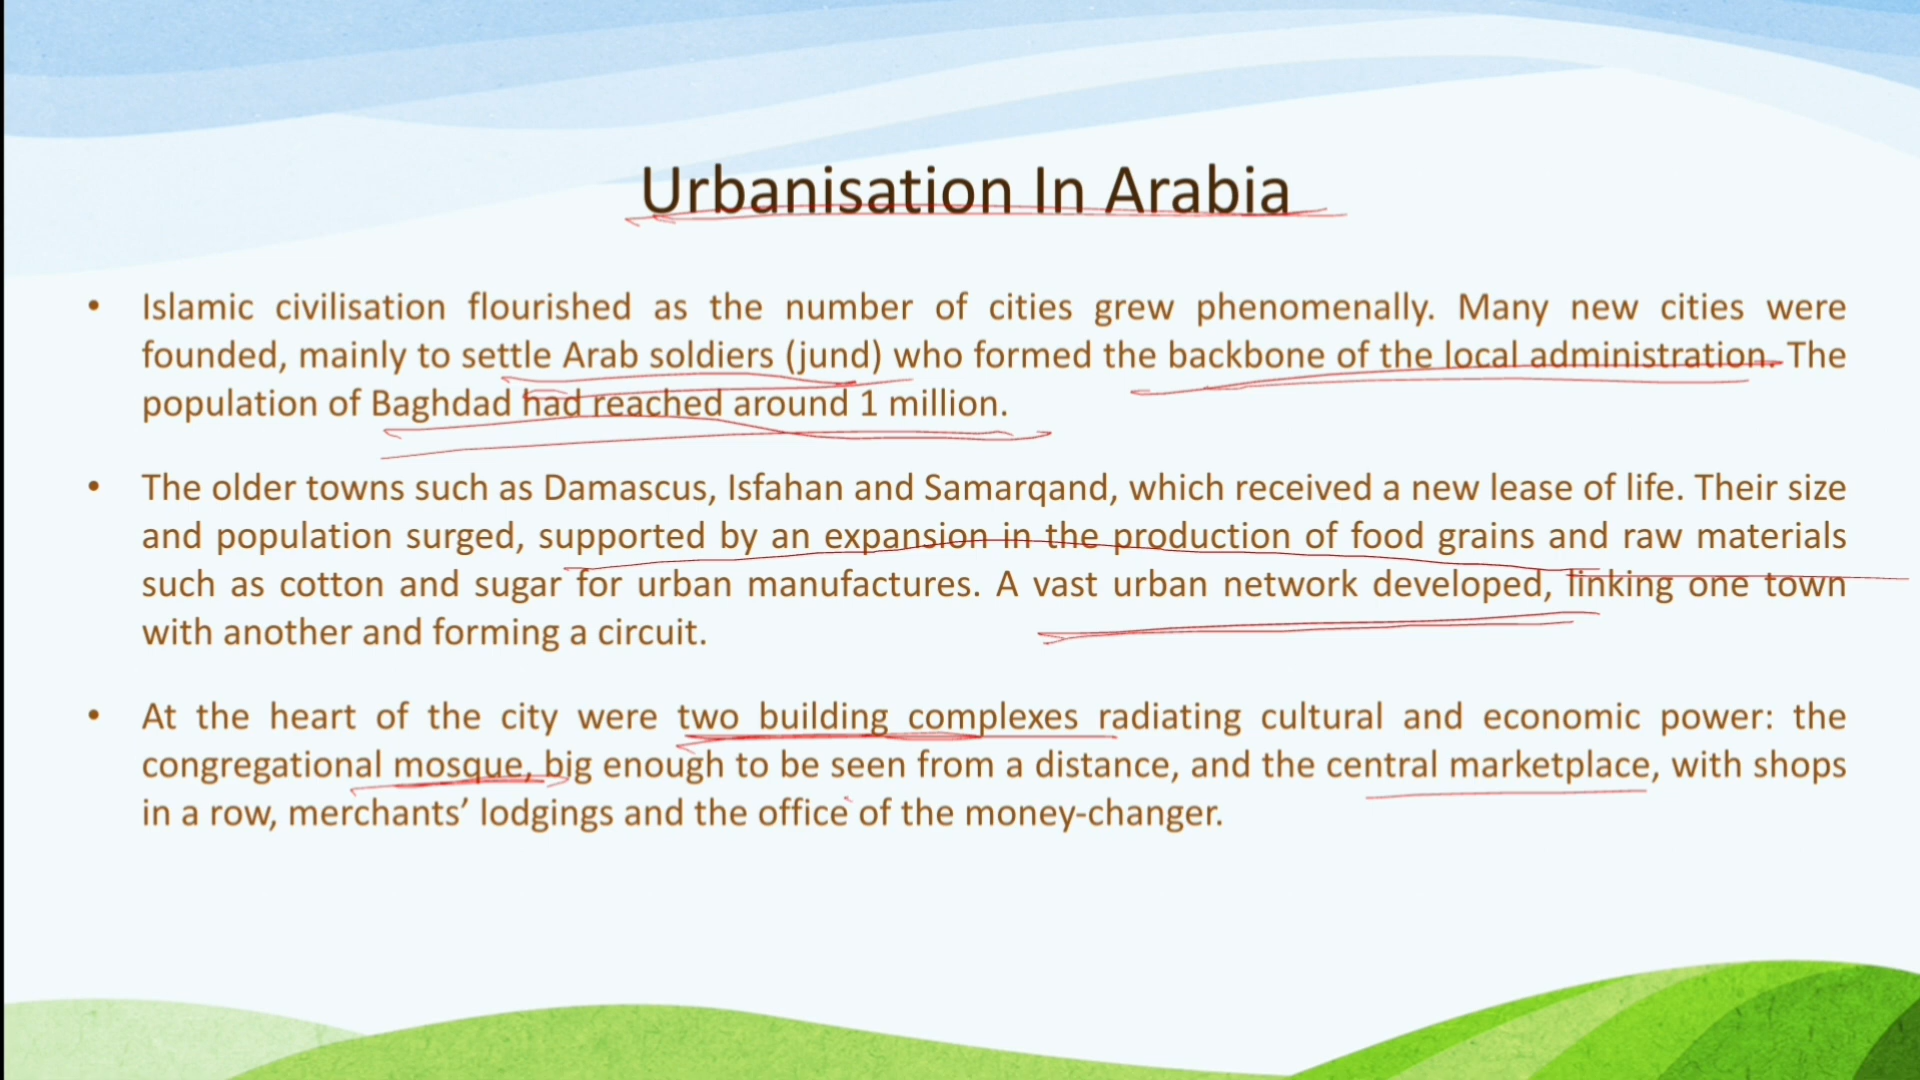 Urbanisation In Arabia
• Islamic civilisation flourished as the number of cities grew phenomenally. Many new cities were
founded, mainly to settle Arab soldiers (jund) who formed the backbone of the local administration. The
population of Baghdad had reached around 1 million.
• The older towns such as Damascus, Isfahan and Samarqand, which received a new lease of life. Their size
and population surged, supported by an expansion in the production of food grains and raw materials
such as cotton and sugar for urban manufactures. A vast urban network developed, linking one town
with another and forming a circuit.
• At the heart of the city were two building complexes radiating cultural and economic power: the
congregational mosque, big enough to be seen from a distance, and the central marketplace, with shops
in a row, merchants’ lodgings and the office of the money-changer.